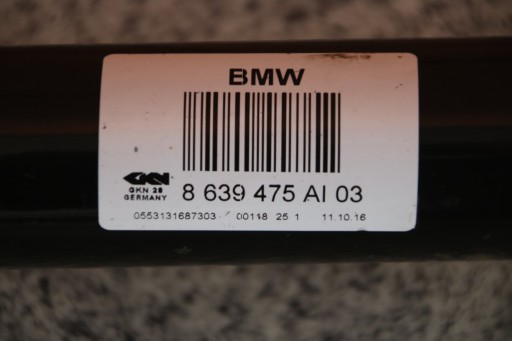 BMW
8 639 475 AI 03
GKN 28
GERMANY
0553131687303 00118 25 1 11.10.16